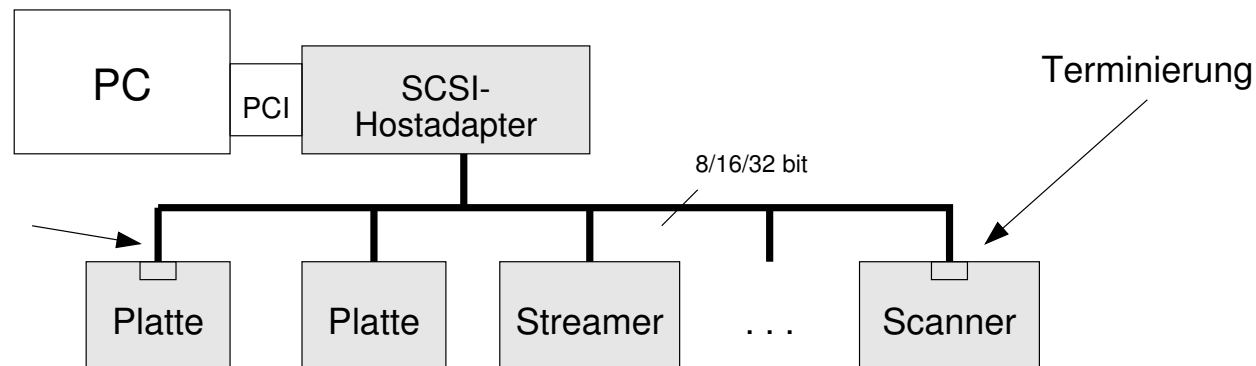 PC
PCI
SCSI-
Hostadapter
Terminierung
8/16/32 bit
Platte
Platte
Streamer
. . .
Scanner